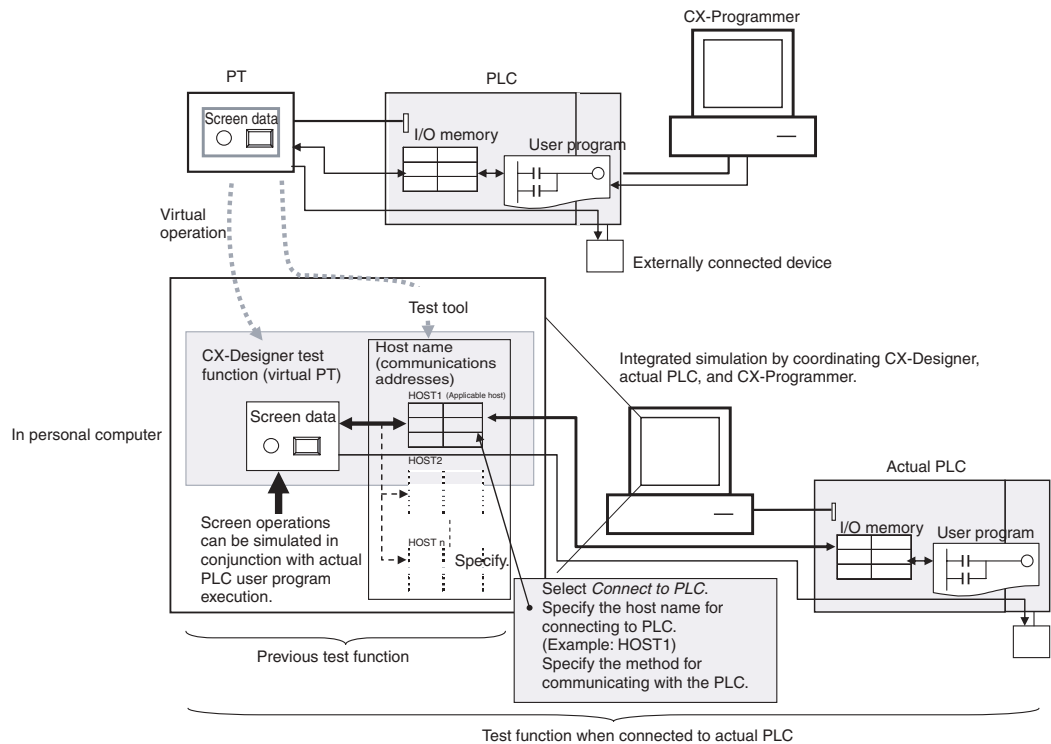 CX-Programmer
PT
PLC
Screen data
I/O memory
User program
Virtual
operation
Externally connected device
Test tool
CX-Designer test
function (virtual PT)
Host name
(communications
addresses)
HOST1 (Applicable host)
Integrated simulation by coordinating CX-Designer,
actual PLC, and CX-Programmer.
Screen data
In personal computer
HOST2
Actual PLC
Screen operations
can be simulated in
conjunction with actual
PLC user program
execution.
HOST n
Specify.
I/O memory
User program
Select Connect to PLC.
Specify the host name for
connecting to PLC.
(Example: HOST1)
Specify the method for
communicating with the PLC.
Previous test function
Test function when connected to actual PLC